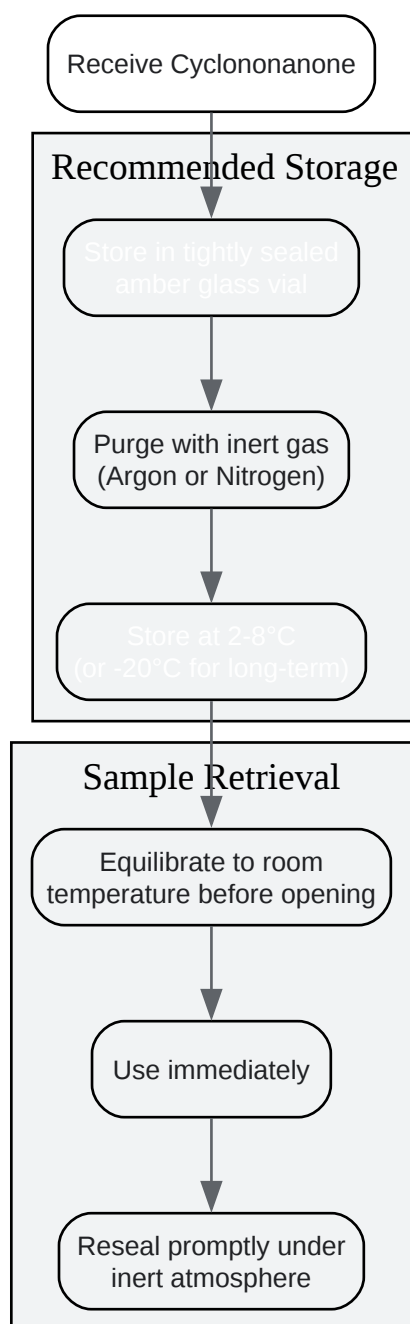 Receive Cyclononanone
Recommended Storage
Store in tightly sealed
amber glass vial
Purge with inert gas
(Argon or Nitrogen)
Store at 2-8°C
(or -20°C for long-term)
Sample Retrieval
Equilibrate to room
temperature before opening
Use immediately
Reseal promptly under
inert atmosphere